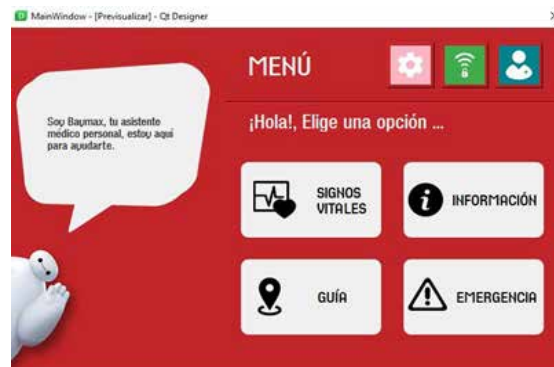 MainWindow - [Previsualizar] - Qt Designer
Soy Baymax, tu asistente
médico personal, estoy aquí
para ayudarte.
MENÚ
¡Hola!, Elige una opción ...
SIGNOS
VITALES
INFORMACIÓN
GUÍA
EMERGENCIA